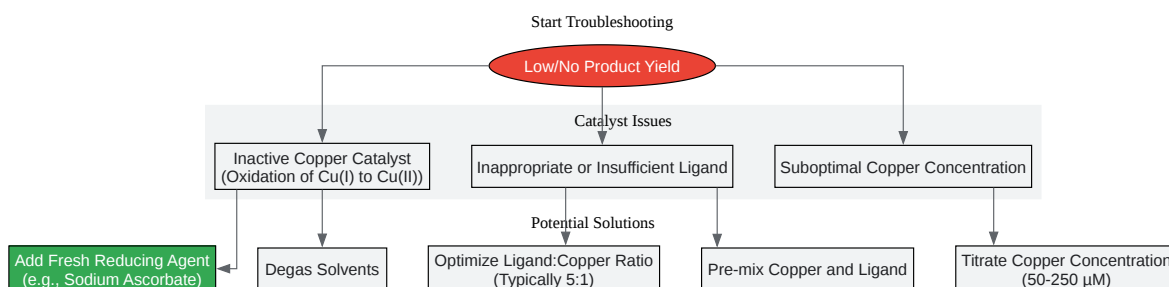 Start Troubleshooting
Low/No Product Yield
Catalyst Issues
Inactive Copper Catalyst
(Oxidation of Cu(I) to Cu(II))
Inappropriate or Insufficient Ligand
Suboptimal Copper Concentration
Potential Solutions
Add Fresh Reducing Agent
(e.g., Sodium Ascorbate)
Degas Solvents
Optimize Ligand:Copper Ratio
(Typically 5:1)
Pre-mix Copper and Ligand
Titrate Copper Concentration
(50-250 µM)